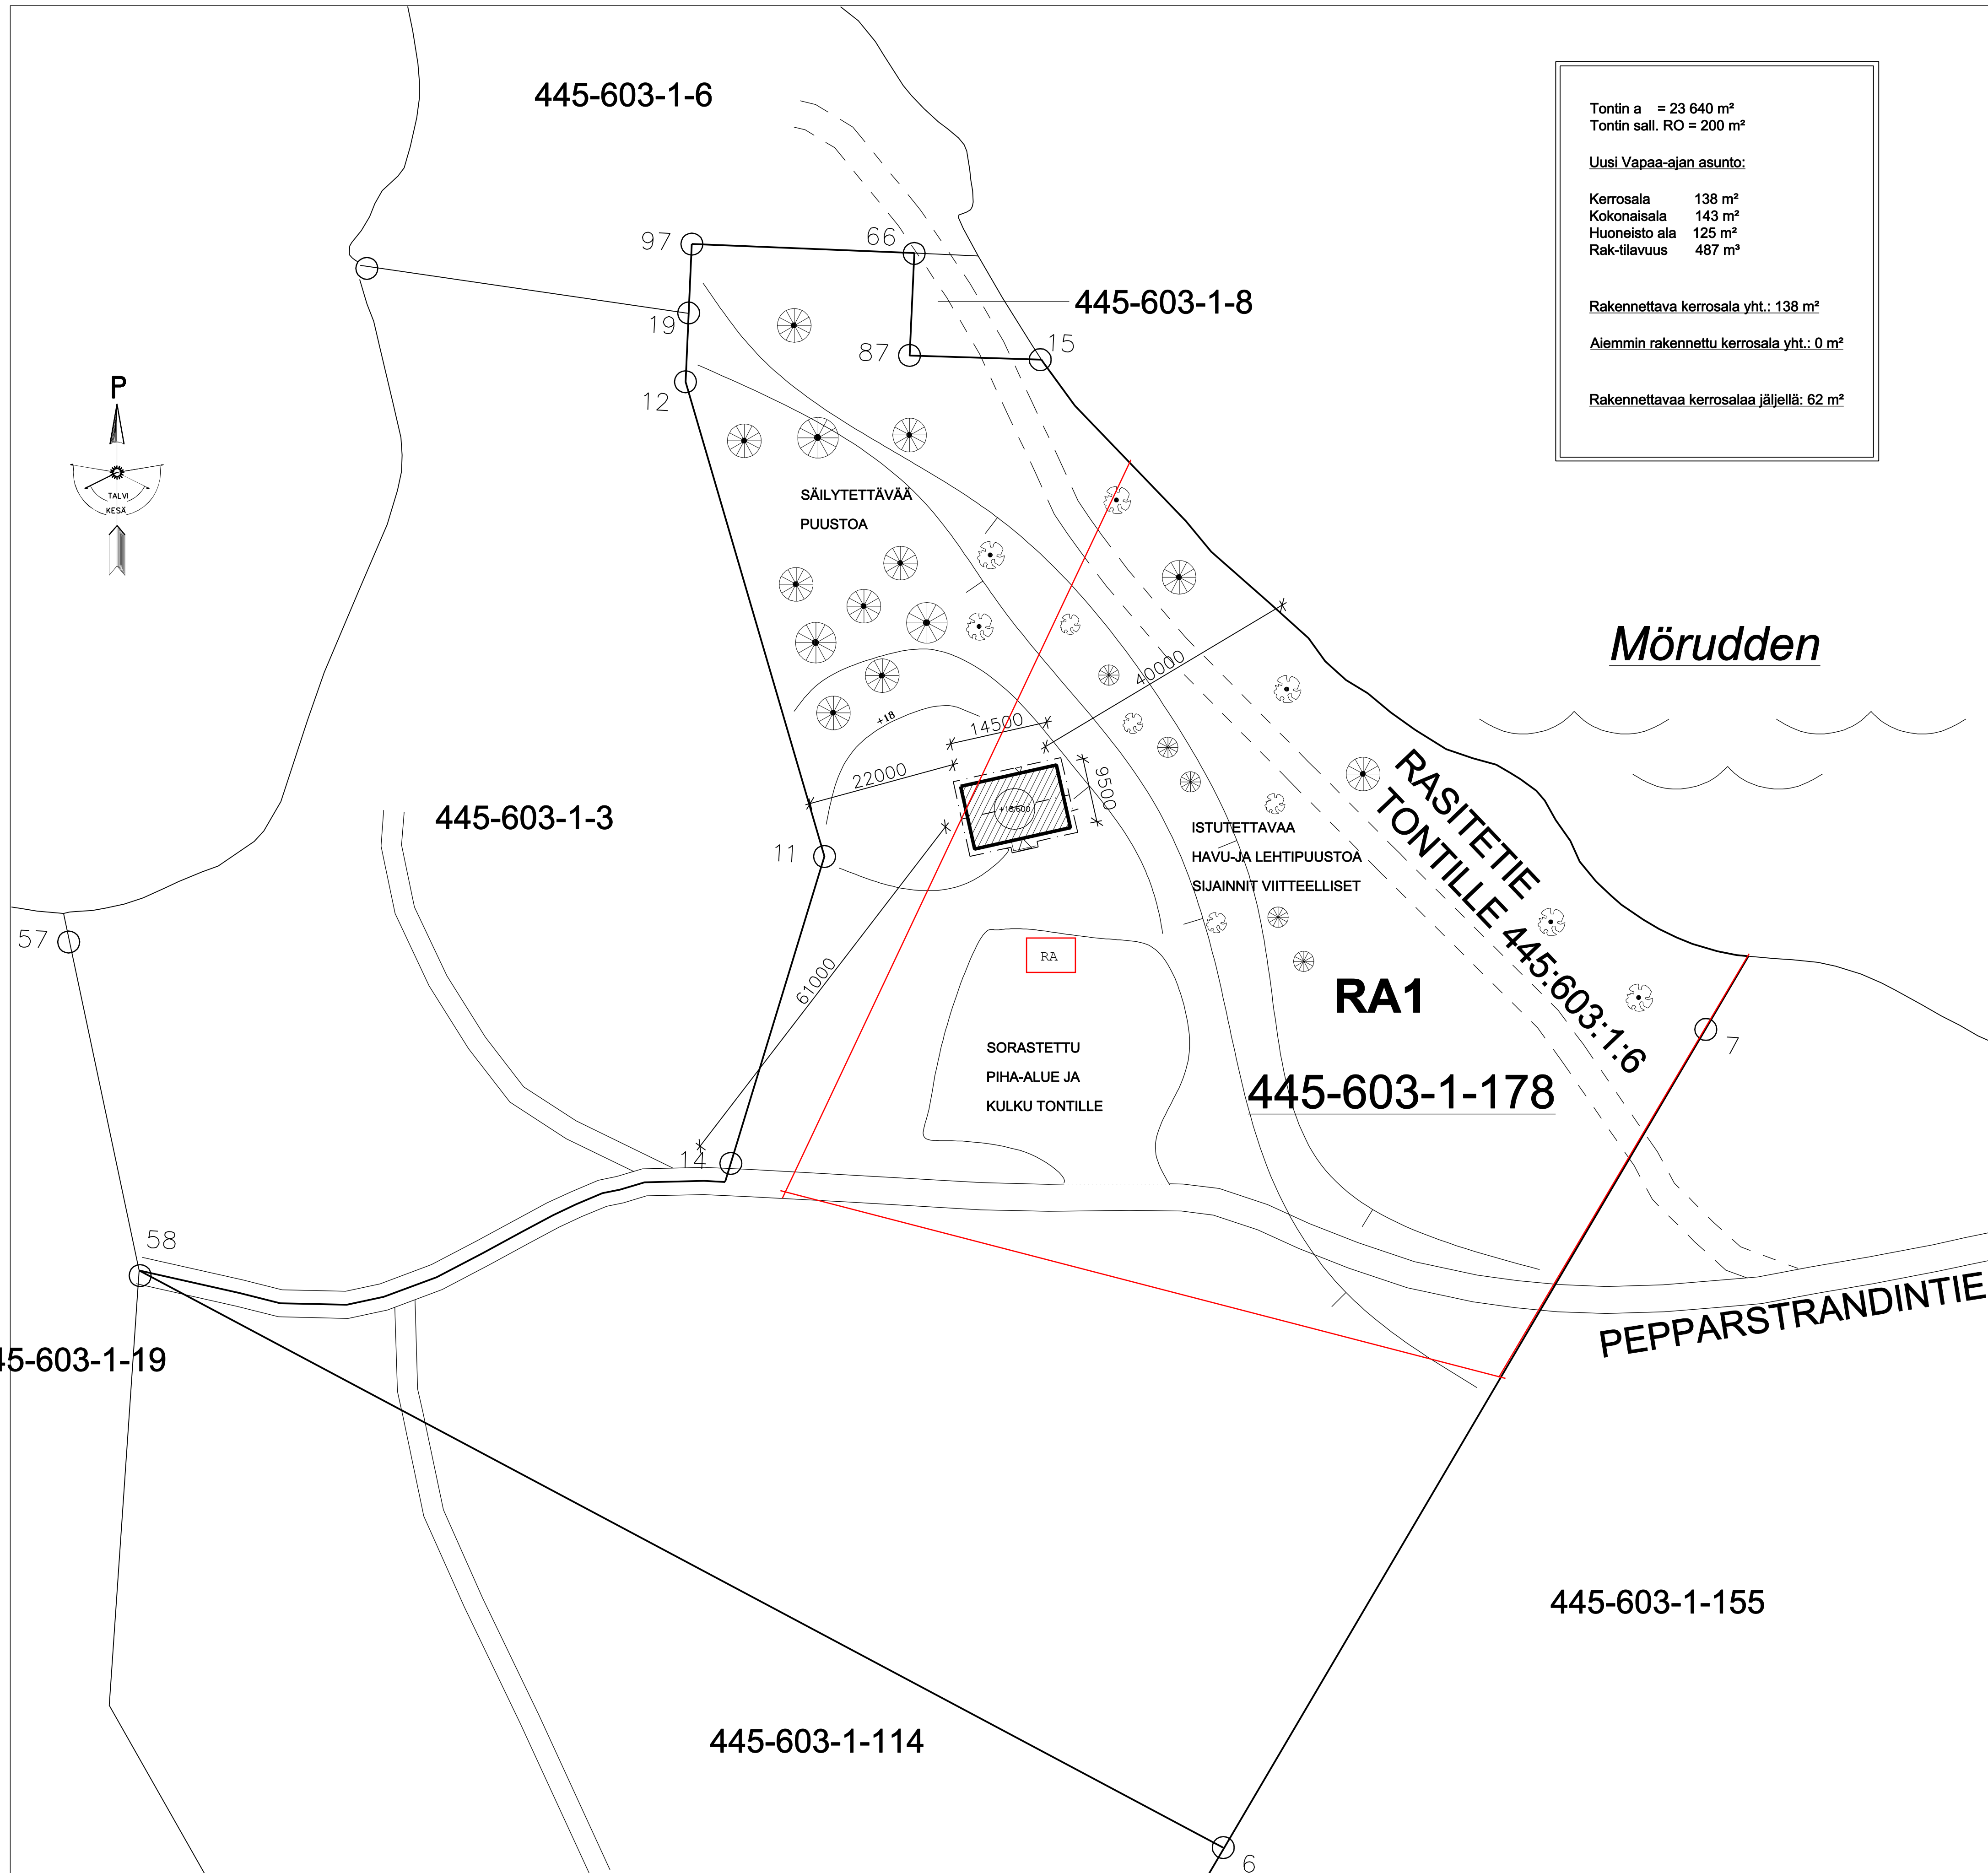 445-603-1-6
Tontin a = 23 640 m²
Tontin sall. RO = 200 m²
Uusi Vapaa-ajan asunto:
Kerrosala 138 m²
Kokonaisala 143 m²
Huoneisto ala 125 m²
Rak-tilavuus 487 m³
Rakennettava kerrosala yht.: 138 m²
Aiemmin rakennettu kerrosala yht.: 0 m²
Rakennettavaa kerrosalaa jäljellä: 62 m²
97
66
445-603-1-8
19
87
15
12
P
TALVI
KESÄ
SÄILYTETTÄVÄÄ
PUUSTOA
Mörudden
40000
+18
14500
22000
9500
+18.600
445-603-1-3
11
ISTUTETTAVAA
HAVU-JA LEHTIPUUSTOA
SIJAINNIT VIITTEELLISET
RASITETIE
TONTILLE 445:603:1:6
57
61000
RA
RA1
7
SORASTETTU
PIHA-ALUE JA
KULKU TONTILLE
445-603-1-178
14
58
PEPPARSTRANDINTIE
45-603-1-19
445-603-1-155
445-603-1-114
6